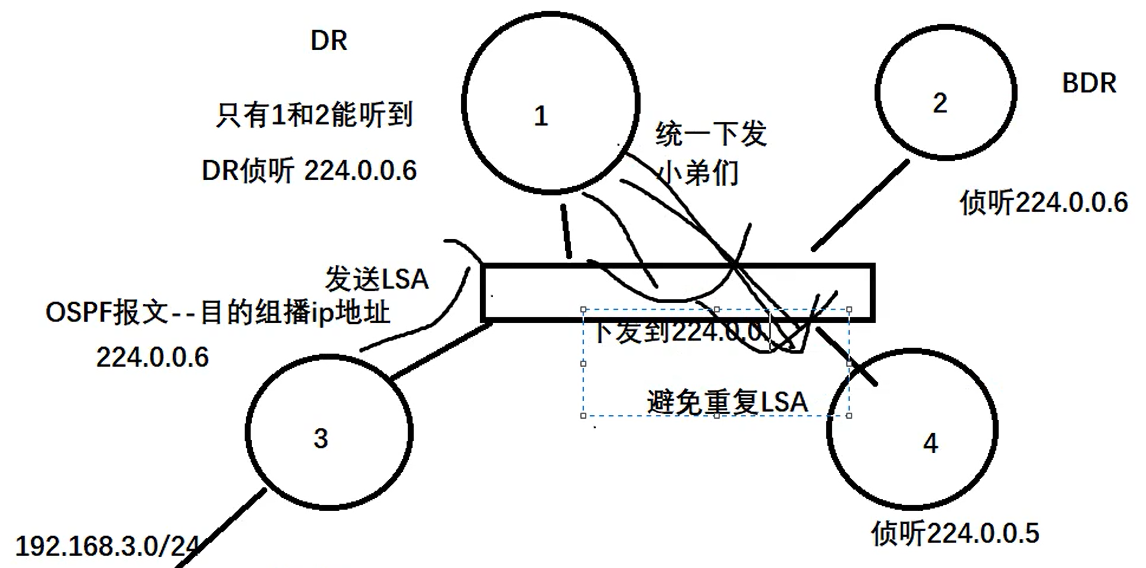 DR
1
2
BDR
只有1和2能听到
DR侦听 224.0.0.6
统一下发
小弟们
侦听224.0.0.6
发送LSA
OSPF报文--目的组播ip地址
224.0.0.6
下发到224.0.0
避免重复LSA
3
4
192.168.3.0/24
侦听224.0.0.5